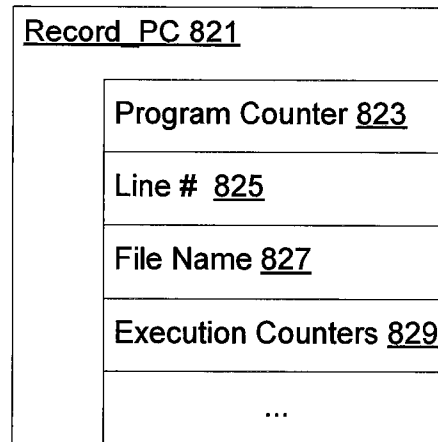 Record_PC 821
Program Counter 823
Line # 825
File Name 827
Execution Counters 829
...